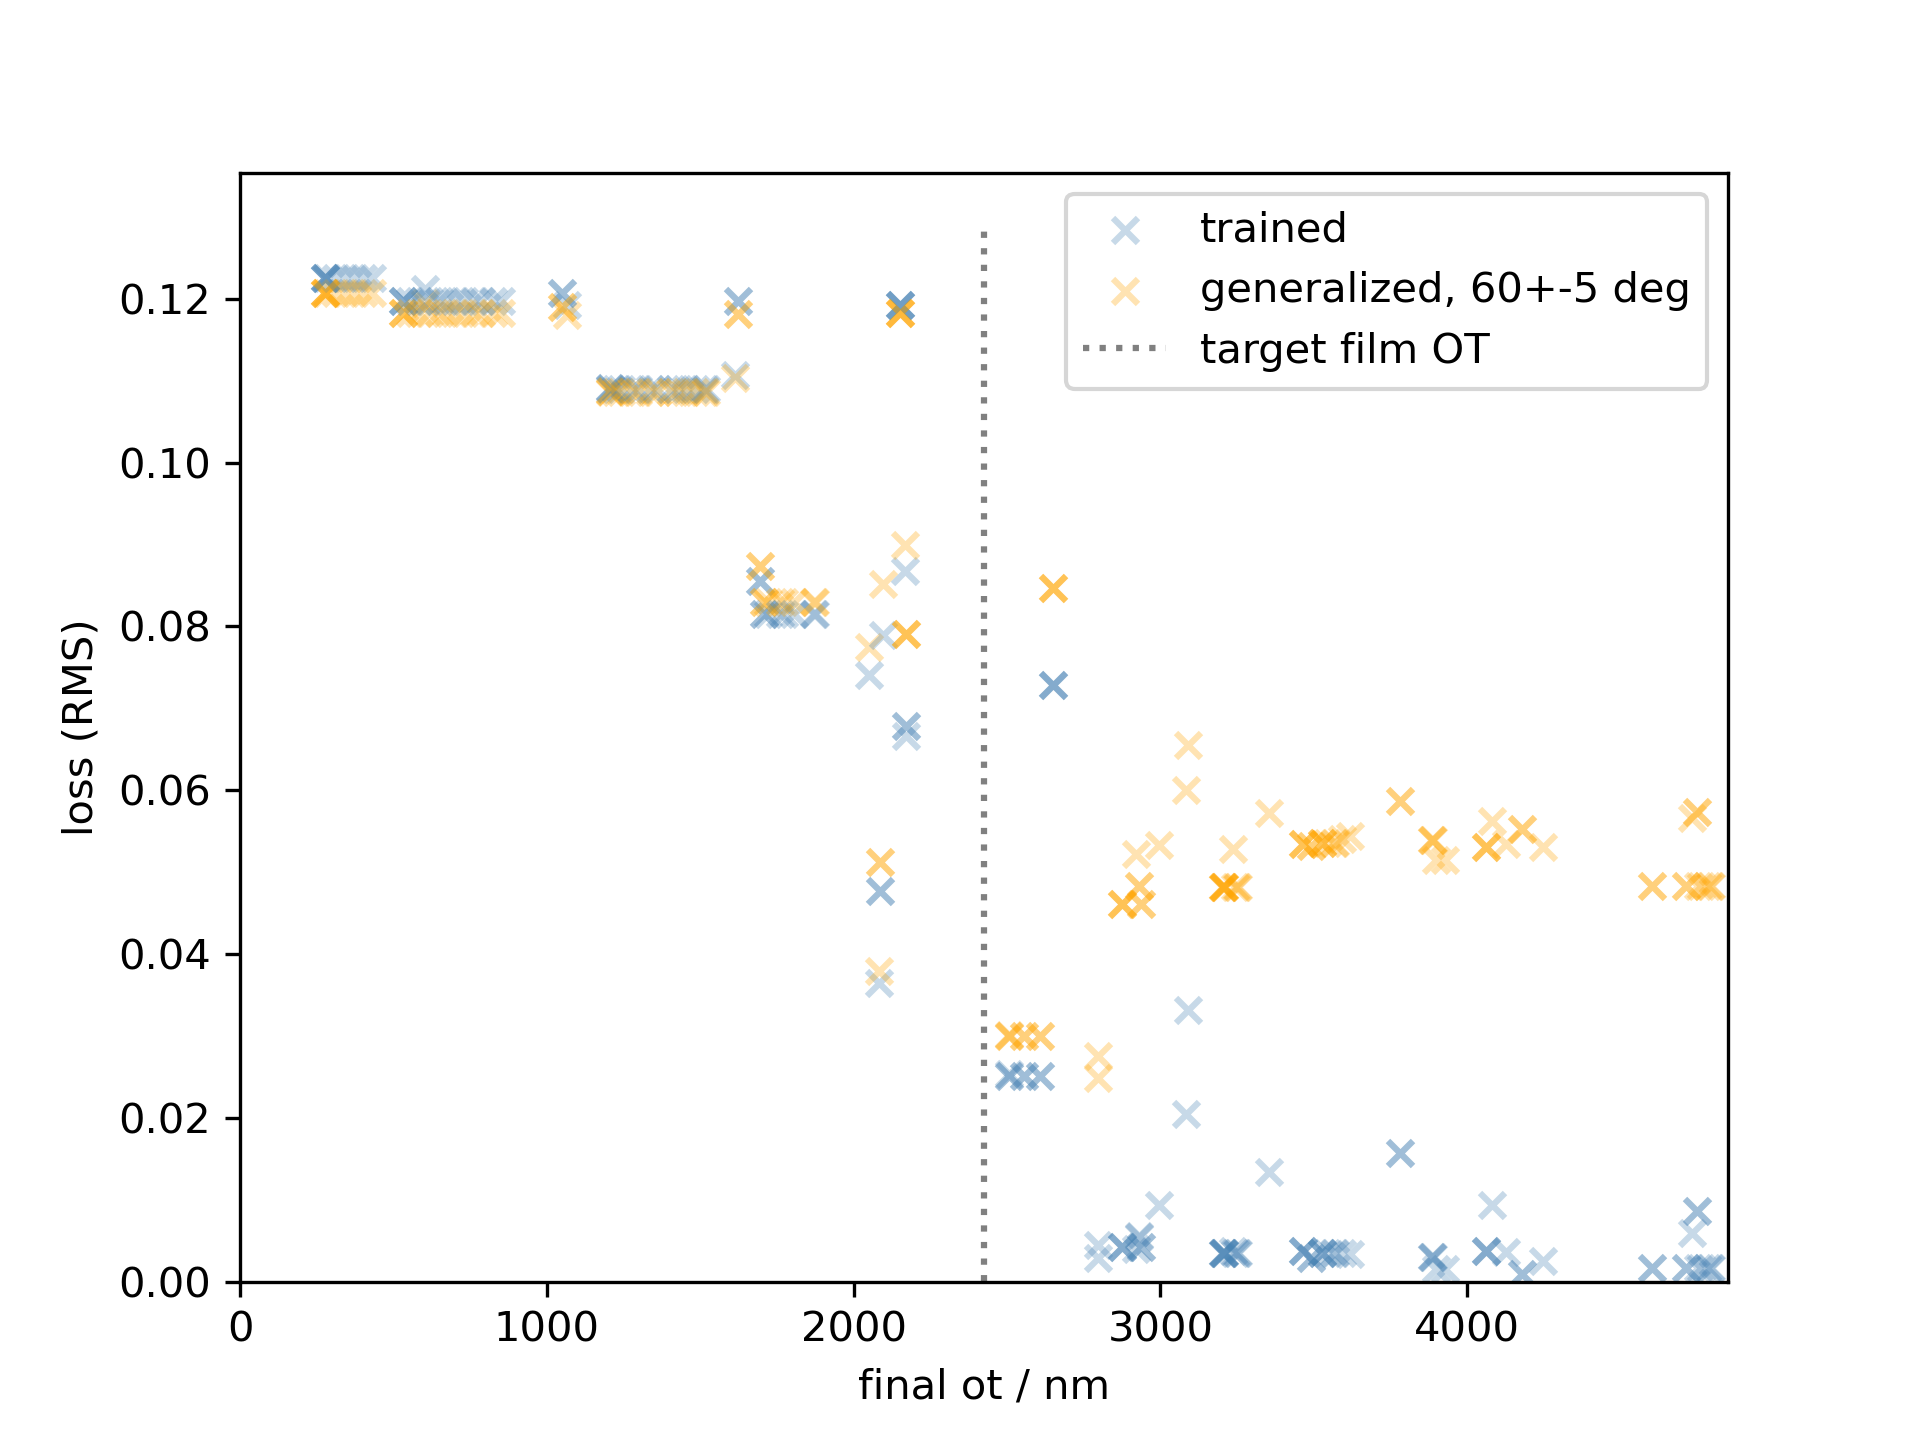 trained
generalized, 60+-5 deg
target film OT
0.12
0.10
0.08
0.06
0.04
0.02
0.00
loss (RMS)
0 1000 2000 3000 4000
final ot / nm